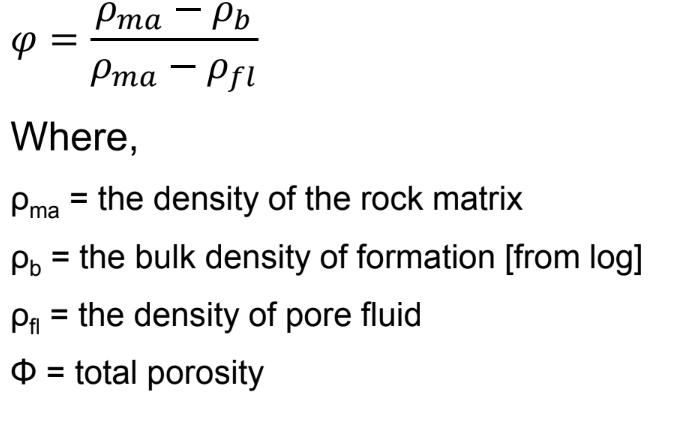 φ = (ρma − ρb) / (ρma − ρfl)
Where,
ρma = the density of the rock matrix
ρb = the bulk density of formation [from log]
ρfl = the density of pore fluid
Φ = total porosity